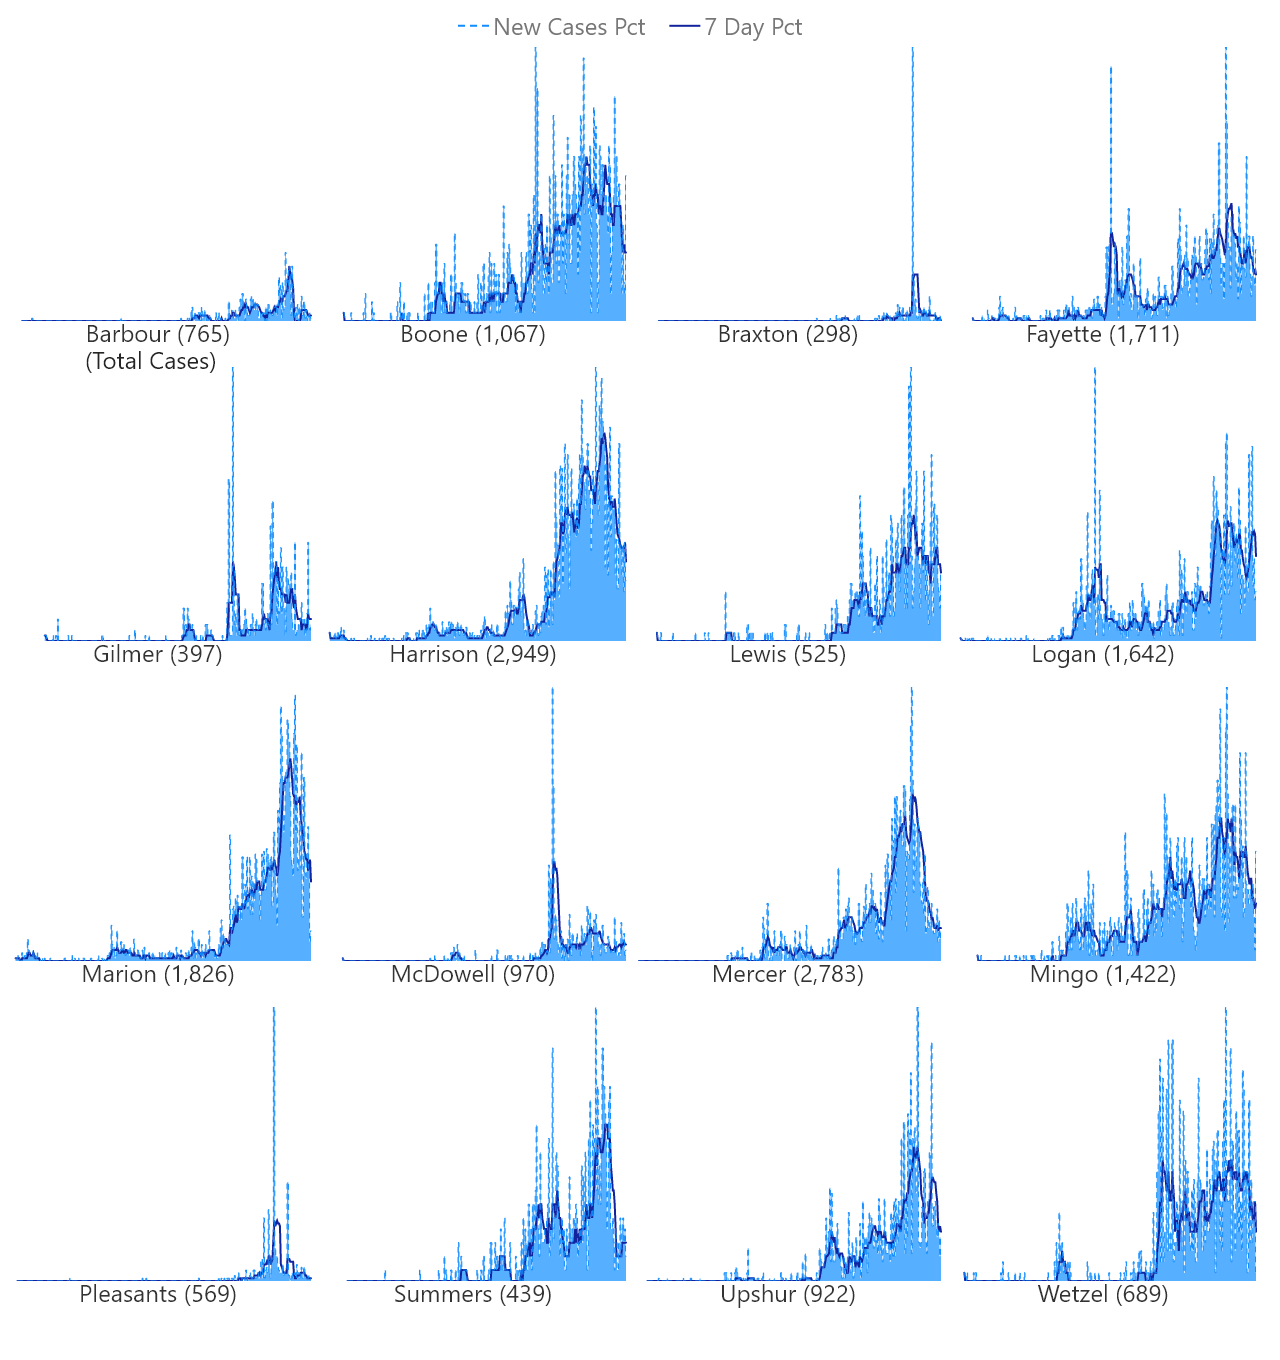 New Cases Pct 7 Day Pct
Barbour (765) Boone (1,067) Braxton (298) Fayette (1,711)
(Total Cases)
Gilmer (397) Harrison (2,949) Lewis (525) Logan (1,642)
Marion (1,826) McDowell (970) Mercer (2,783) Mingo (1,422)
Pleasants (569) Summers (439) Upshur (922) Wetzel (689)